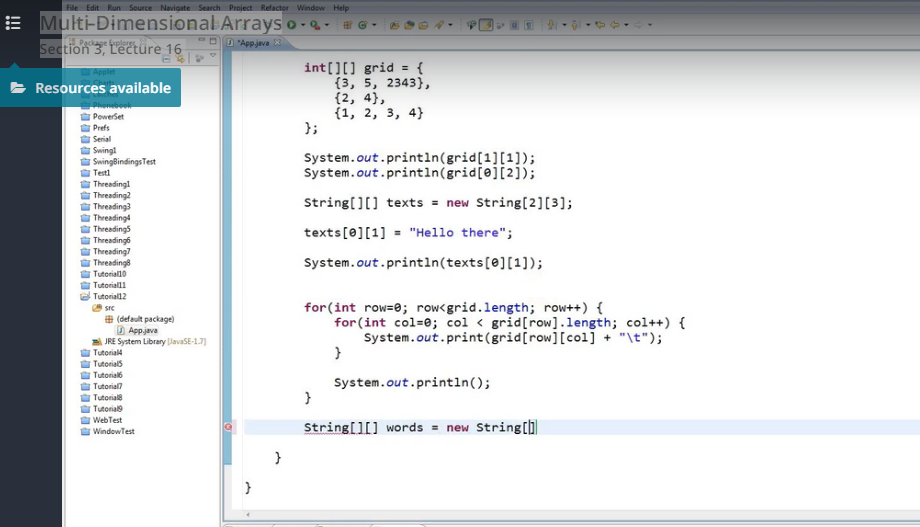 File Edit Run Source Navigate Search Project Refactor Window Help
Multi-Dimensional Arrays
Package Explorer
*App.java
Section 3, Lecture 16
Applet
Resources available
Phonebook
PowerSet
Prefs
Serial
Swing1
SwingBindingsTest
Test1
Threading1
Threading2
Threading3
Threading4
Threading5
Threading6
Threading7
Threading8
Tutorial10
Tutorial11
Tutorial12
src
(default package)
App.java
JRE System Library [JavaSE-1.7]
Tutorial4
Tutorial5
Tutorial6
Tutorial7
Tutorial8
Tutorial9
WebTest
WindowTest
int[][] grid = {
{3, 5, 2343},
{2, 4},
{1, 2, 3, 4}
};
System.out.println(grid[1][1]);
System.out.println(grid[0][2]);
String[][] texts = new String[2][3];
texts[0][1] = "Hello there";
System.out.println(texts[0][1]);
for(int row=0; row<grid.length; row++) {
for(int col=0; col < grid[row].length; col++) {
System.out.print(grid[row][col] + "\t");
}
System.out.println();
}
String[][] words = new String[]
}
}